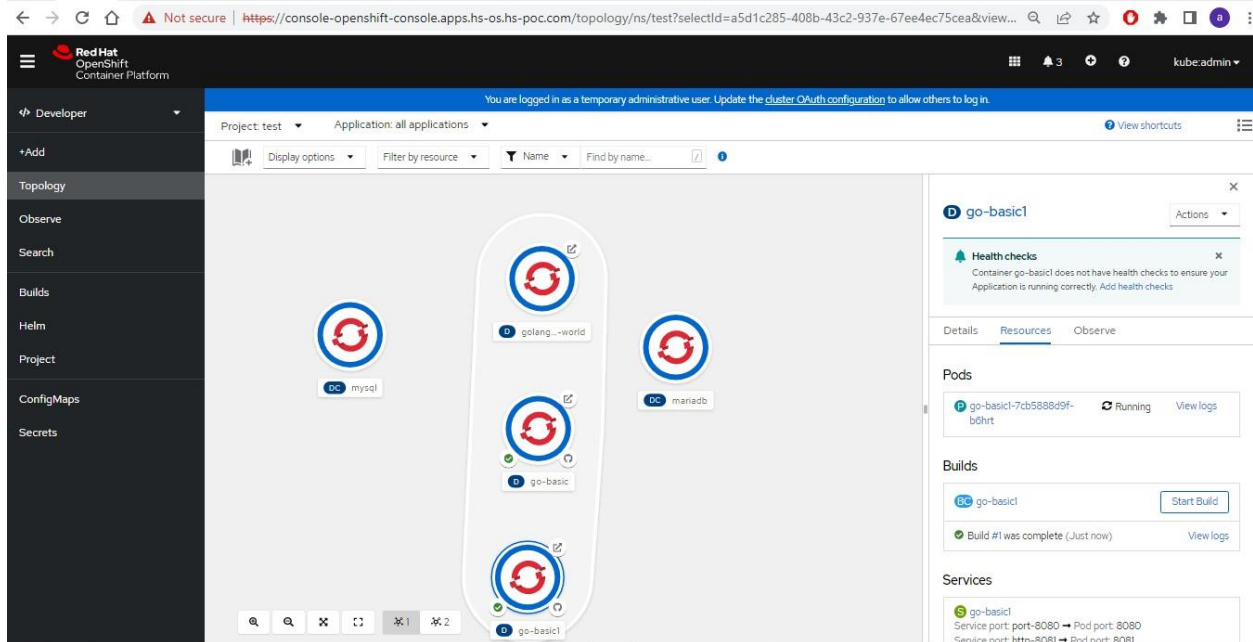 Not secure | https://console-openshift-console.apps.hs-os.hs-poc.com/topology/ns/test?selectId=a5d1c285-408b-43c2-937e-67ee4ec75cea&view...
a
Red Hat
OpenShift
Container Platform
3
kube:admin
You are logged in as a temporary administrative user. Update the cluster OAuth configuration to allow others to log in.
</> Developer
Project: test
Application: all applications
View shortcuts
+Add
Display options
Filter by resource
Name
Find by name...
/
Topology
Observe
Search
Builds
Helm
Project
ConfigMaps
Secrets
D golang...-world
DC mysql
DC mariadb
D go-basic
D go-basic1
1
2
D go-basic1
Actions
Health checks
Container go-basic1 does not have health checks to ensure your
Application is running correctly. Add health checks
Details
Resources
Observe
Pods
P go-basic1-7cb5888d9f-
b6hrt
Running
View logs
Builds
BC go-basic1
Start Build
Build #1 was complete (Just now)
View logs
Services
S go-basic1
Service port: port-8080 → Pod port: 8080
Service port: http-8081 → Pod port: 8081